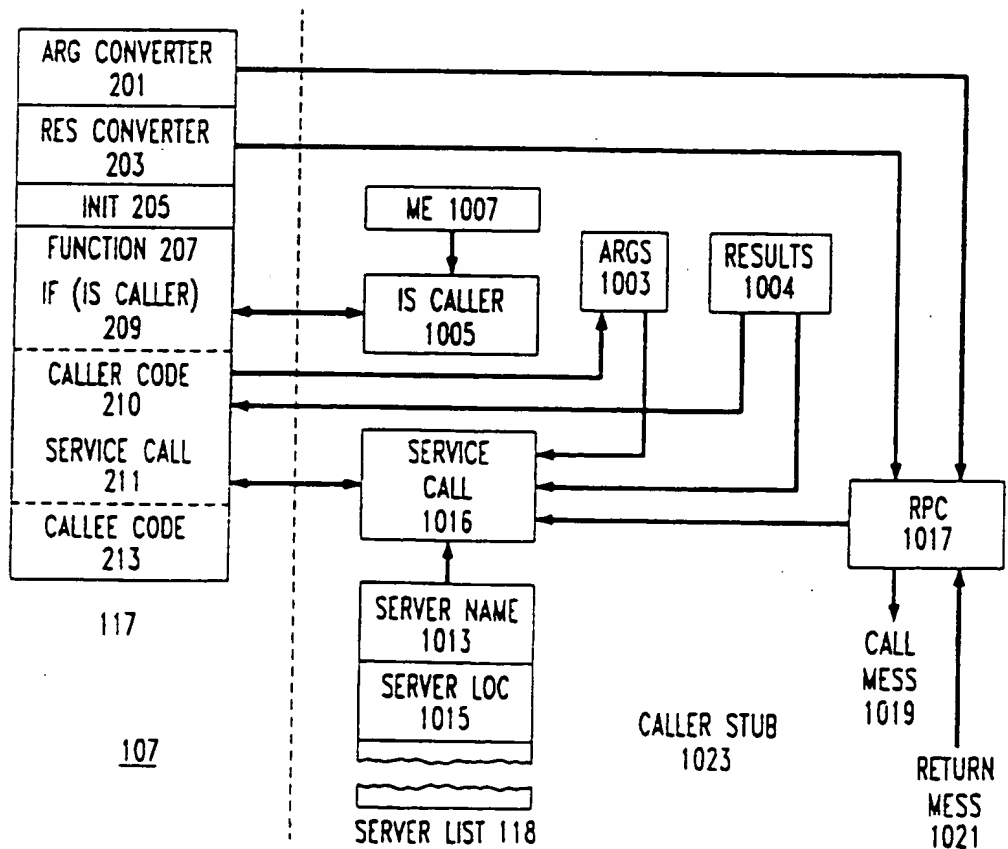 ARG CONVERTER
201
RES CONVERTER
203
INIT 205
FUNCTION 207
IF (IS CALLER)
209
CALLER CODE
210
SERVICE CALL
211
CALLEE CODE
213
117
107
ME 1007
IS CALLER
1005
ARGS
1003
RESULTS
1004
SERVICE
CALL
1016
SERVER NAME
1013
SERVER LOC
1015
SERVER LIST 118
RPC
1017
CALL
MESS
1019
CALLER STUB
1023
RETURN
MESS
1021